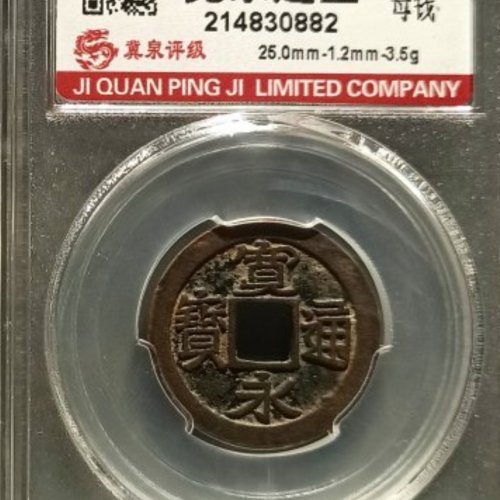 母钱
214830882
冀泉评级
25.0mm-1.2mm-3.5g
JI QUAN PING JI LIMITED COMPANY
寛
寳 通
永